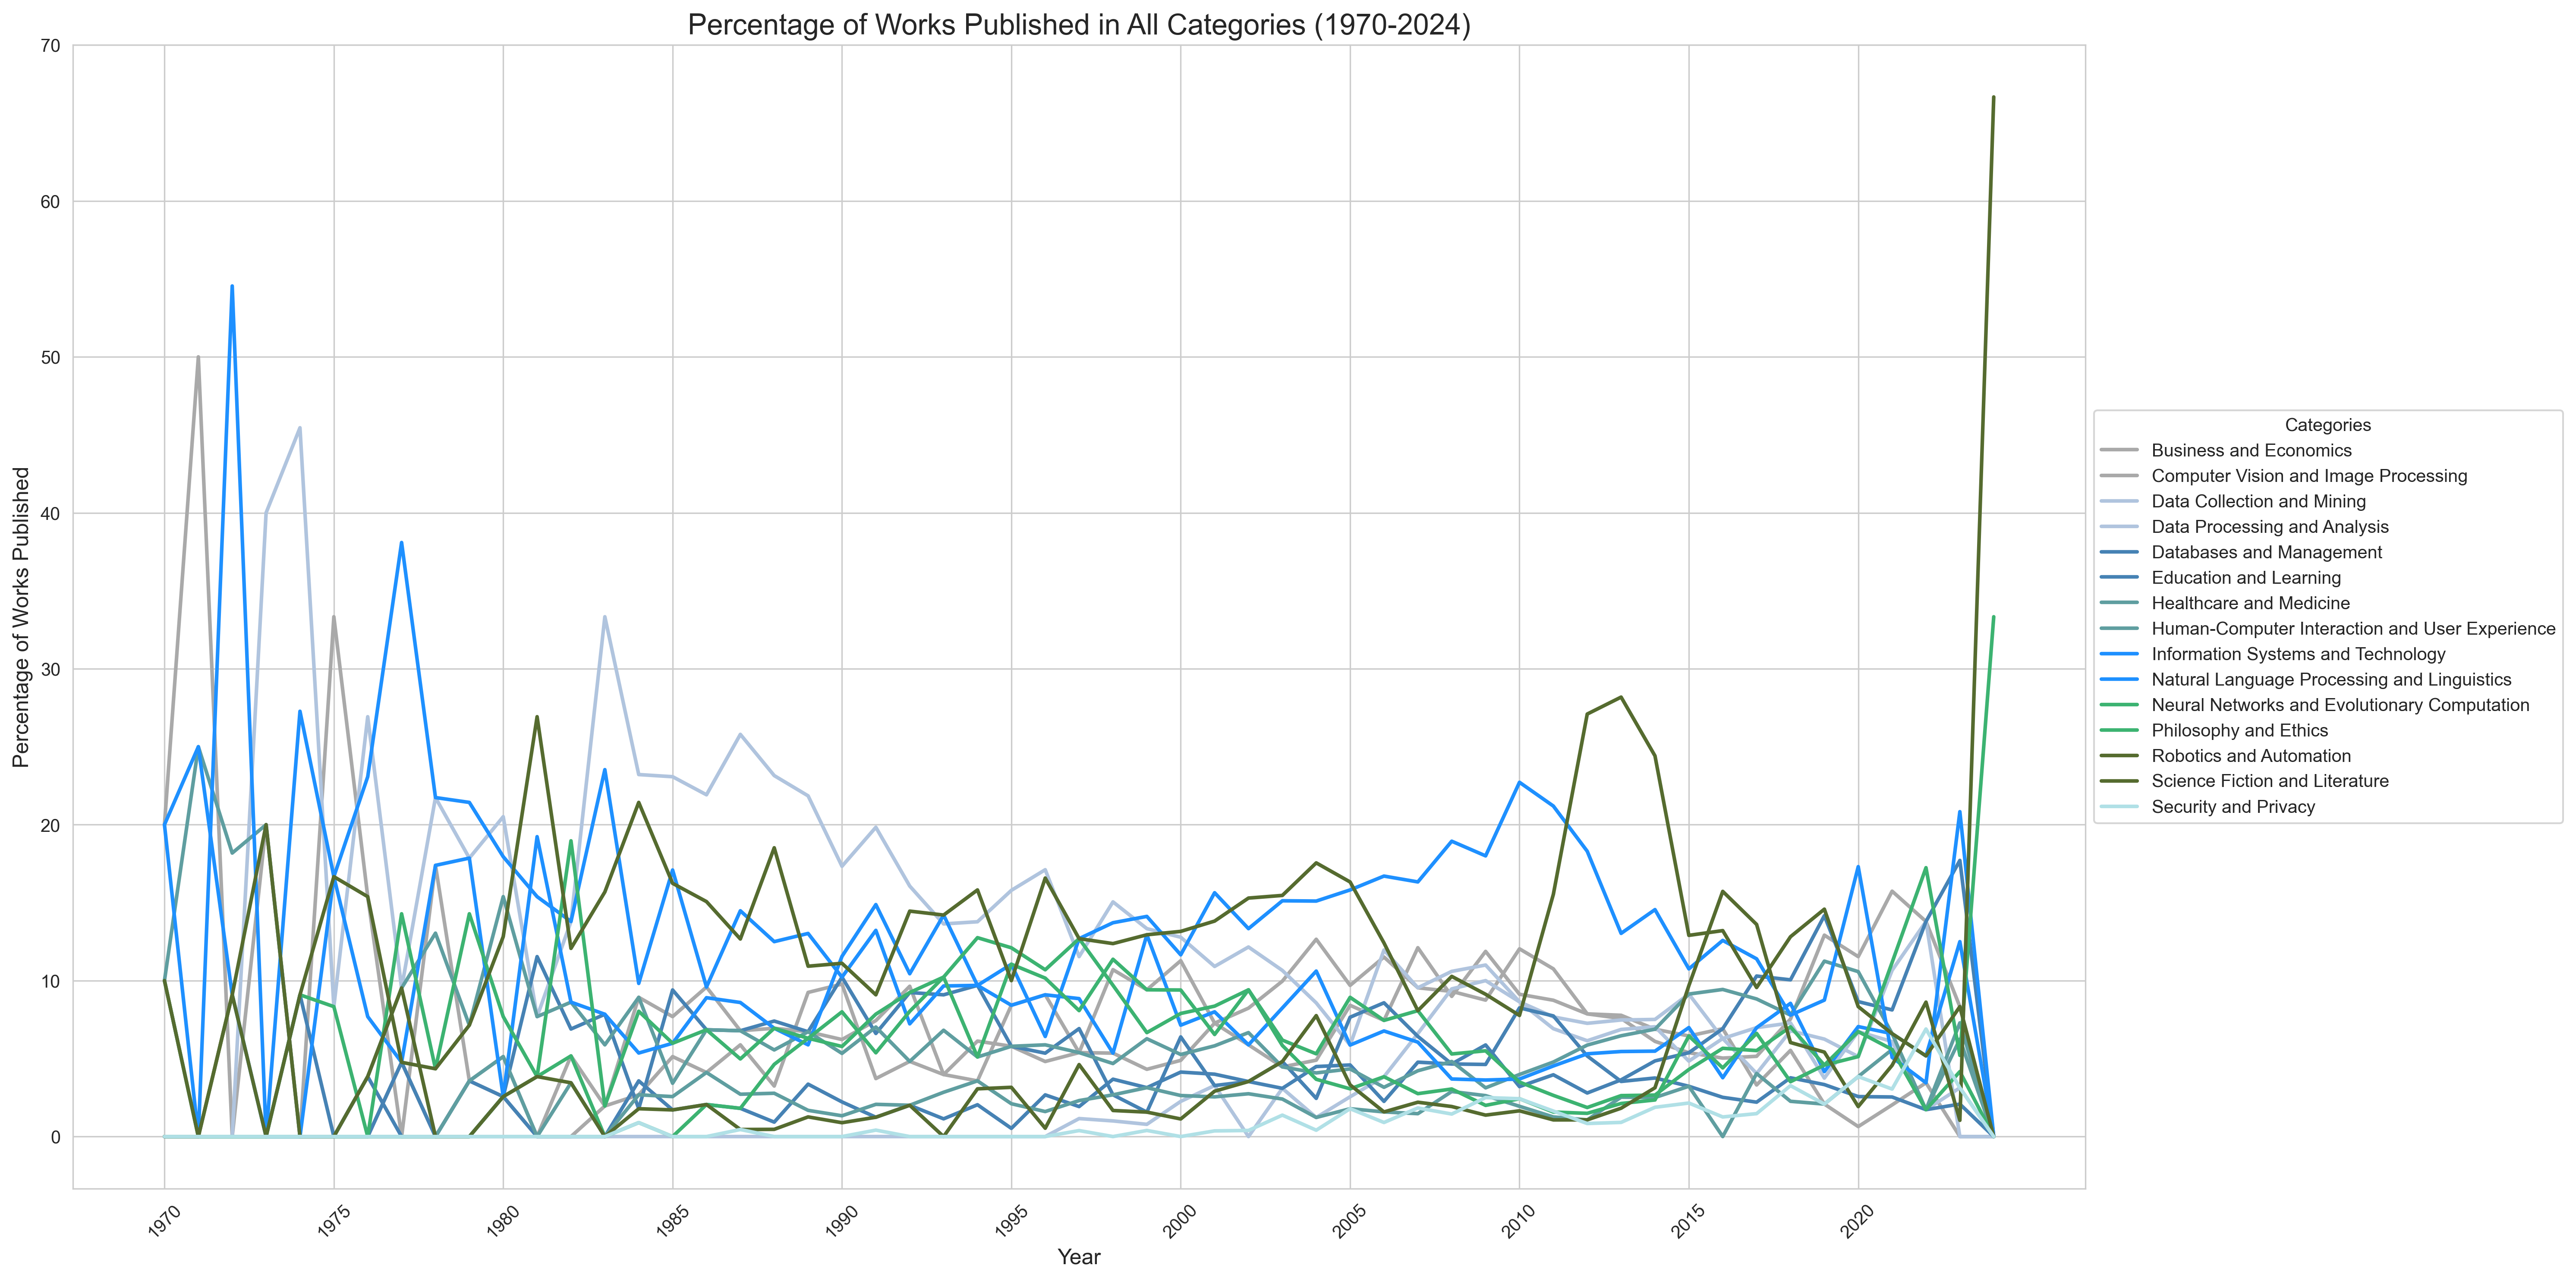 Percentage of Works Published in All Categories (1970-2024)
70
60
50
40
30
20
10
0
Percentage of Works Published
1970
1975
1980
1985
1990
1995
2000
2005
2010
2015
2020
Year
Categories
Business and Economics
Computer Vision and Image Processing
Data Collection and Mining
Data Processing and Analysis
Databases and Management
Education and Learning
Healthcare and Medicine
Human-Computer Interaction and User Experience
Information Systems and Technology
Natural Language Processing and Linguistics
Neural Networks and Evolutionary Computation
Philosophy and Ethics
Robotics and Automation
Science Fiction and Literature
Security and Privacy